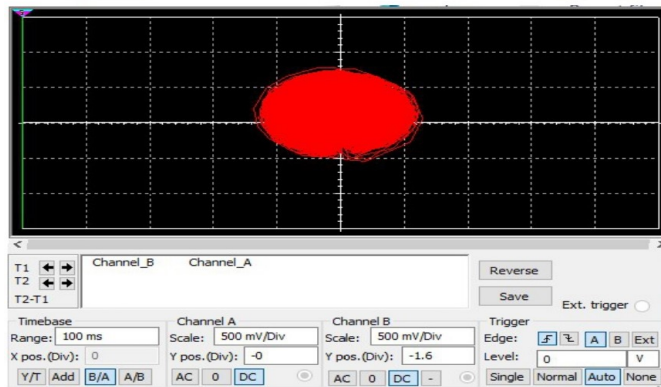 <
>
T1
T2
T2-T1
Channel_B Channel_A
Reverse
Save
Ext. trigger
Timebase
Range: 100 ms
X pos.(Div): 0
Y/T Add B/A A/B
Channel A
Scale: 500 mV/Div
Y pos.(Div): -0
AC 0 DC
Channel B
Scale: 500 mV/Div
Y pos.(Div): -1.6
AC 0 DC -
Trigger
Edge: A B Ext
Level: 0 V
Single Normal Auto None